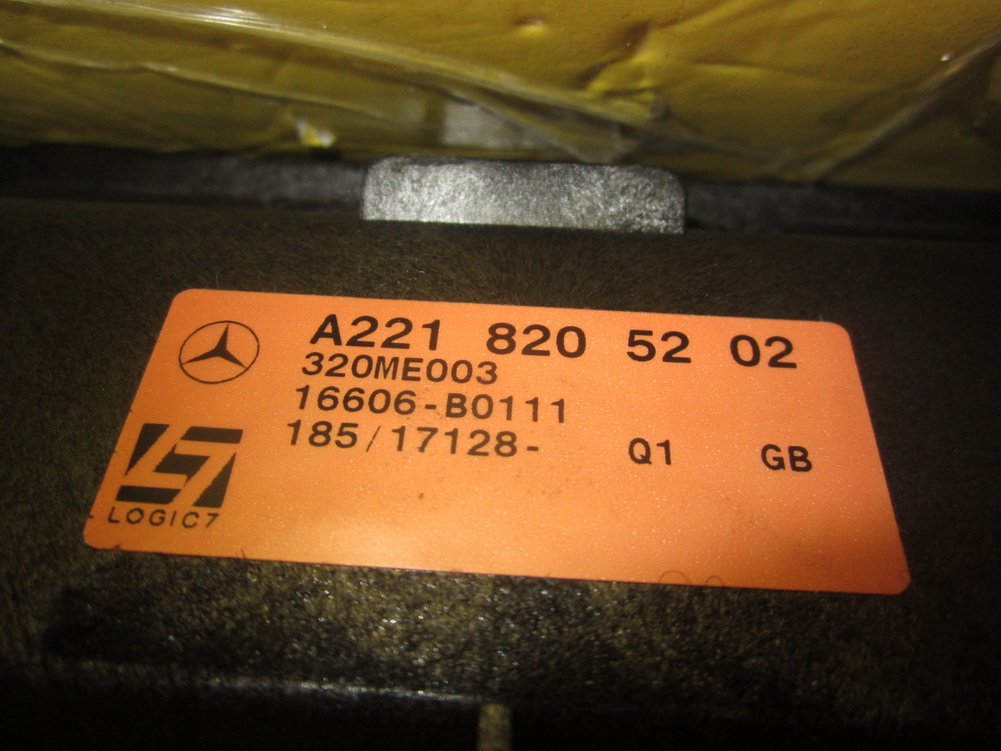 A221 820 52 02
320ME003
16606-B0111
185/17128- Q1 GB
LOGIC7